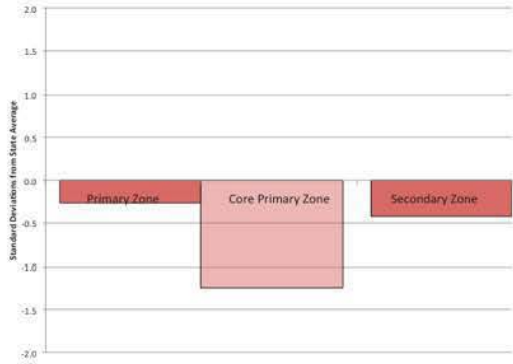 Standard Deviations from State Average
2.0
1.5
1.0
0.5
0.0
-0.5
-1.0
-1.5
-2.0
Primary Zone
Core Primary Zone
Secondary Zone